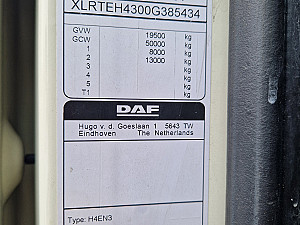 XLRTEH4300G385434
GVW 19500 kg
GCW 50000 kg
1 8000 kg
2 13000 kg
3 kg
4 kg
5 kg
T1 kg
DAF
Hugo v. d. Goeslaan 1 5643 TW
Eindhoven The Netherlands
Type: H4EN3